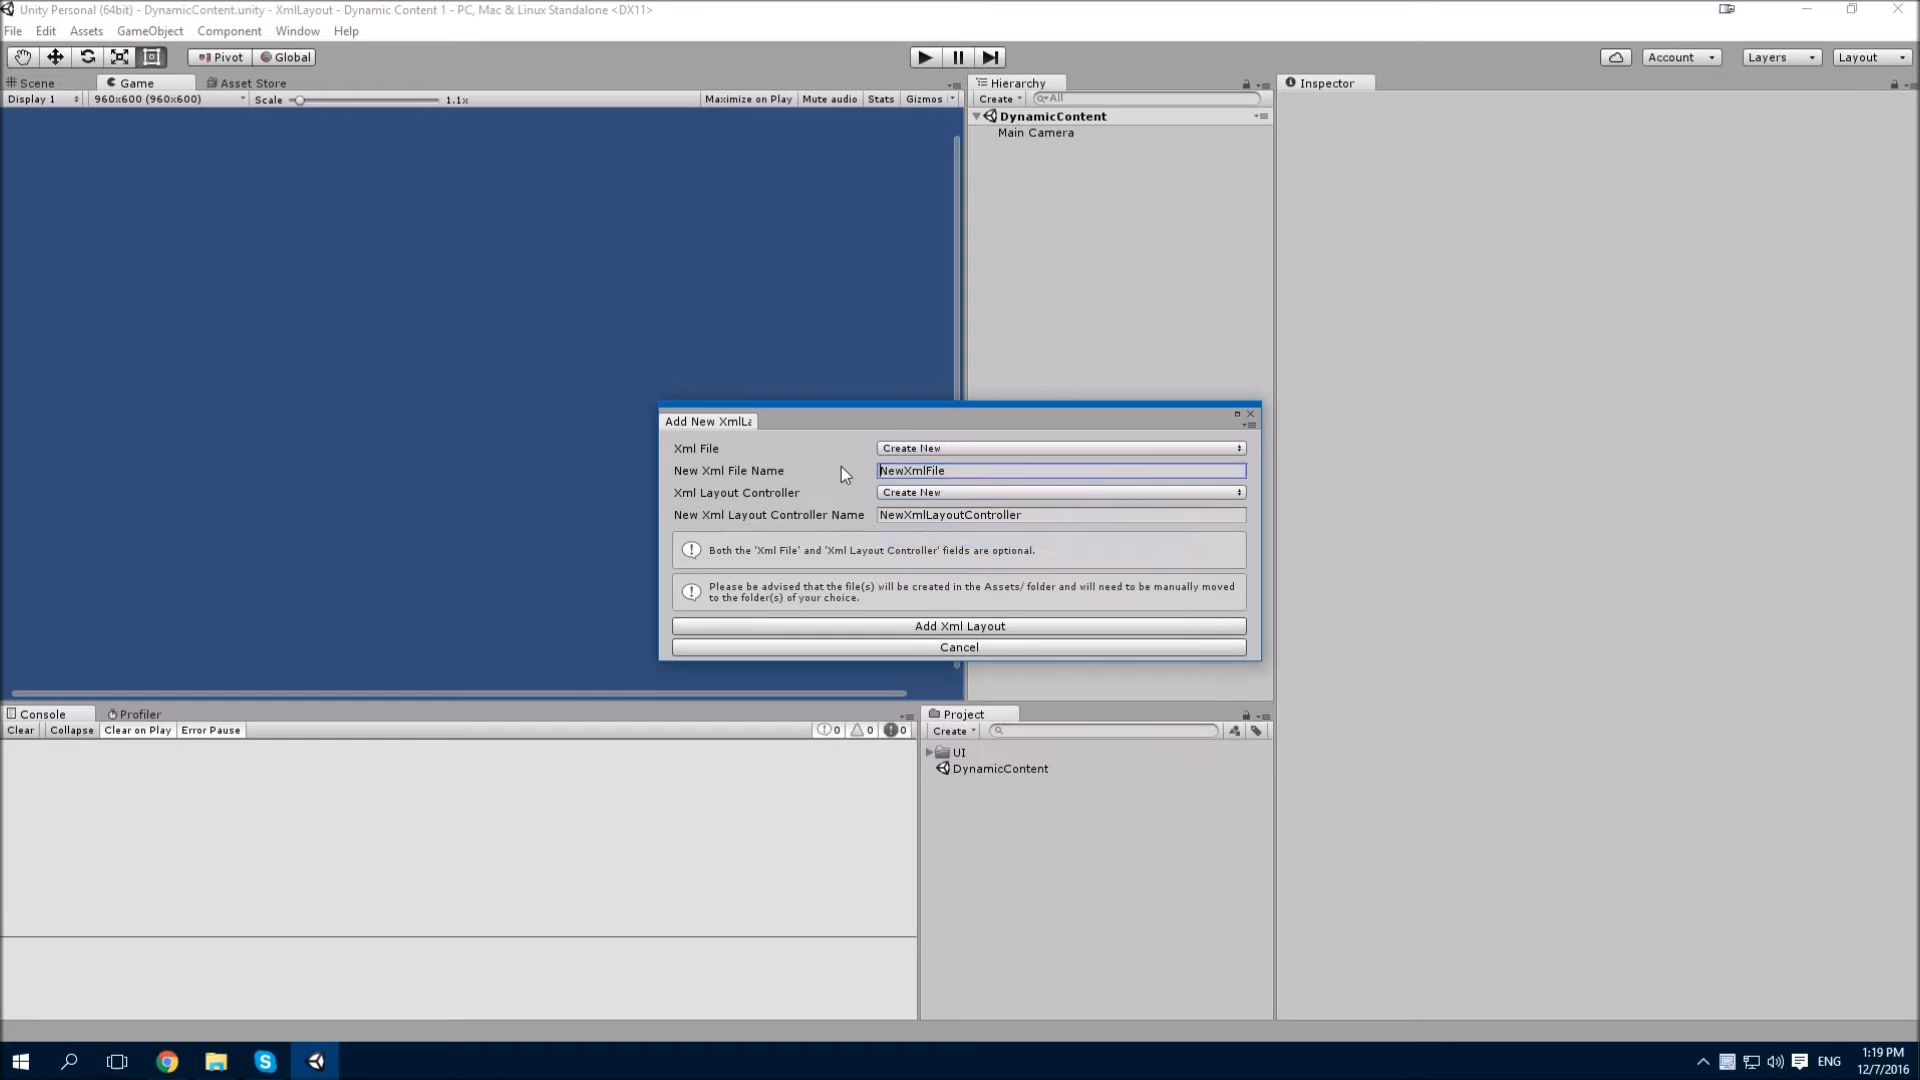 Unity Personal (64bit) - DynamicContent.unity - XmlLayout - Dynamic Content 1 - PC, Mac & Linux Standalone <DX11>
File Edit Assets GameObject Component Window Help
Pivot Global Account Layers Layout
Scene Game Asset Store Hierarchy Inspector
Display 1 960x600 (960x600) Scale 1.1x Maximize on Play Mute audio Stats Gizmos Create All
DynamicContent
Main Camera
Add New XmlLa
Xml File Create New
New Xml File Name NewXmlFile
Xml Layout Controller Create New
New Xml Layout Controller Name NewXmlLayoutController
Both the 'Xml File' and 'Xml Layout Controller' fields are optional.
Please be advised that the file(s) will be created in the Assets/ folder and will need to be manually moved
to the folder(s) of your choice.
Add Xml Layout
Cancel
Console Profiler Project
Clear Collapse Clear on Play Error Pause 0 0 0 Create
UI
DynamicContent
ENG 1:19 PM
12/7/2016